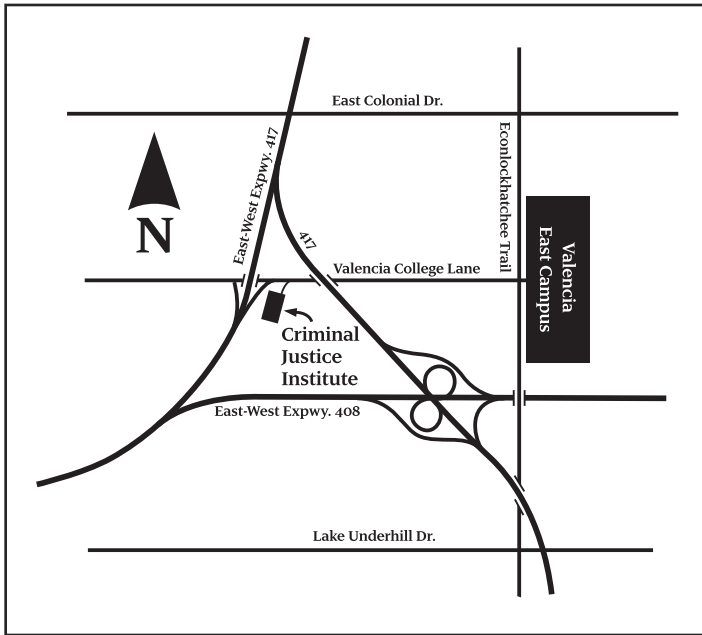 East Colonial Dr.
East-West Expwy. 417
Econlockhatchee Trail
N
417
Valencia College Lane
Valencia
East Campus
Criminal
Justice
Institute
East-West Expwy. 408
Lake Underhill Dr.